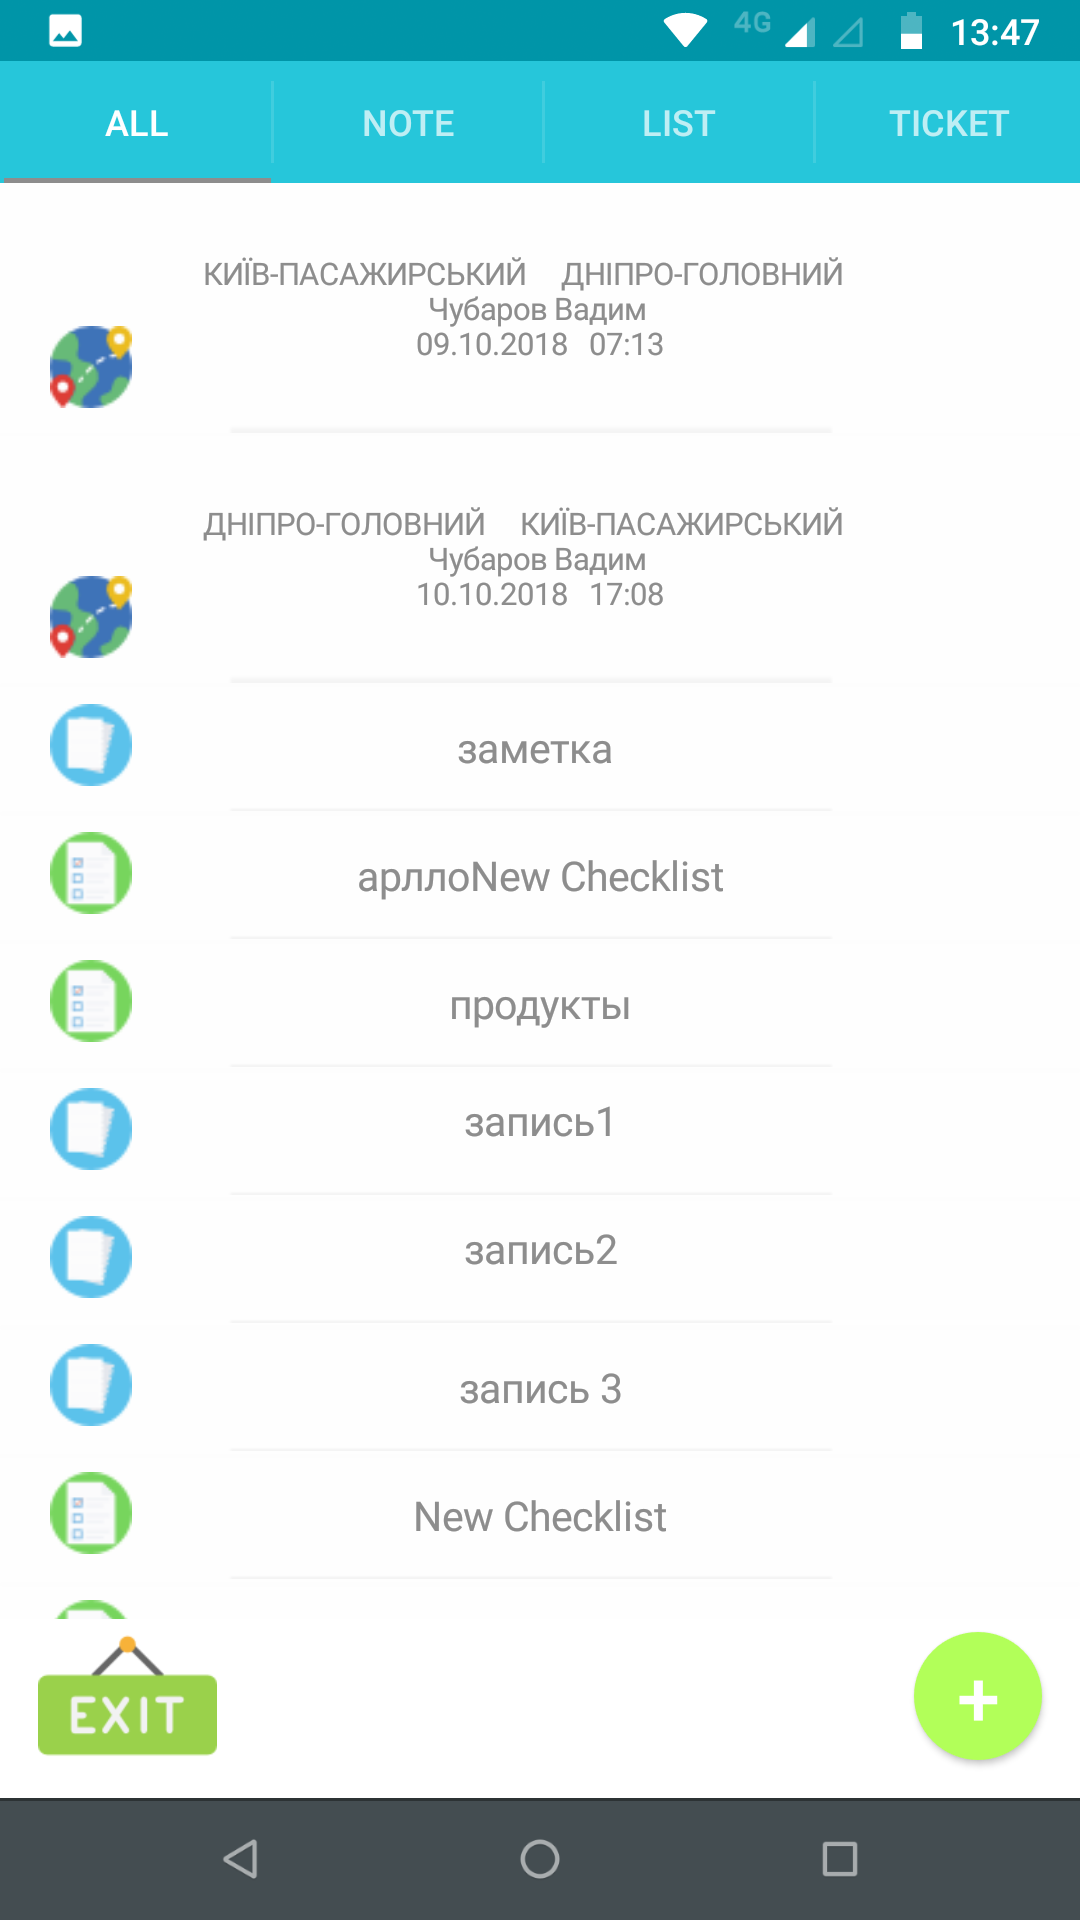 4G 13:47
ALL NOTE LIST TICKET
КИЇВ-ПАСАЖИРСЬКИЙ ДНІПРО-ГОЛОВНИЙ
Чубаров Вадим
09.10.2018 07:13
ДНІПРО-ГОЛОВНИЙ КИЇВ-ПАСАЖИРСЬКИЙ
Чубаров Вадим
10.10.2018 17:08
заметка
арллоNew Checklist
продукты
запись1
запись2
запись 3
New Checklist
EXIT
+